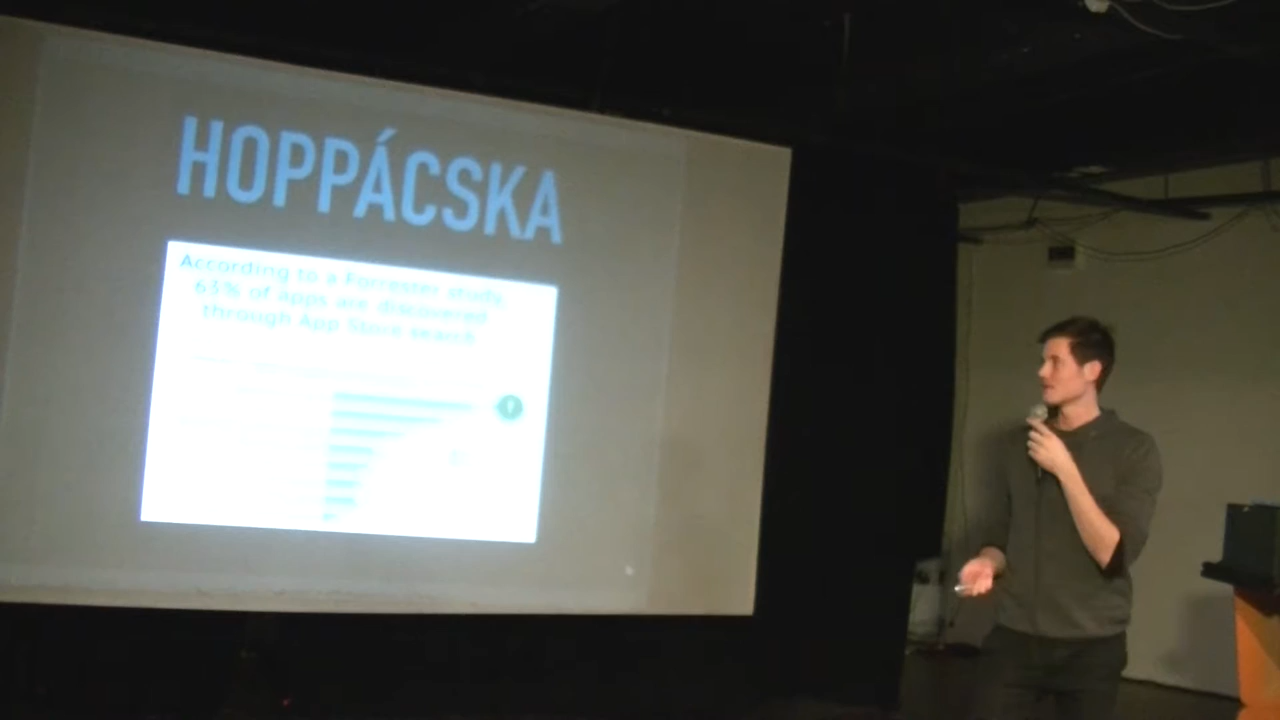 HOPPÁCSKA
According to a Forrester study,
63% of apps are discovered
through App Store search